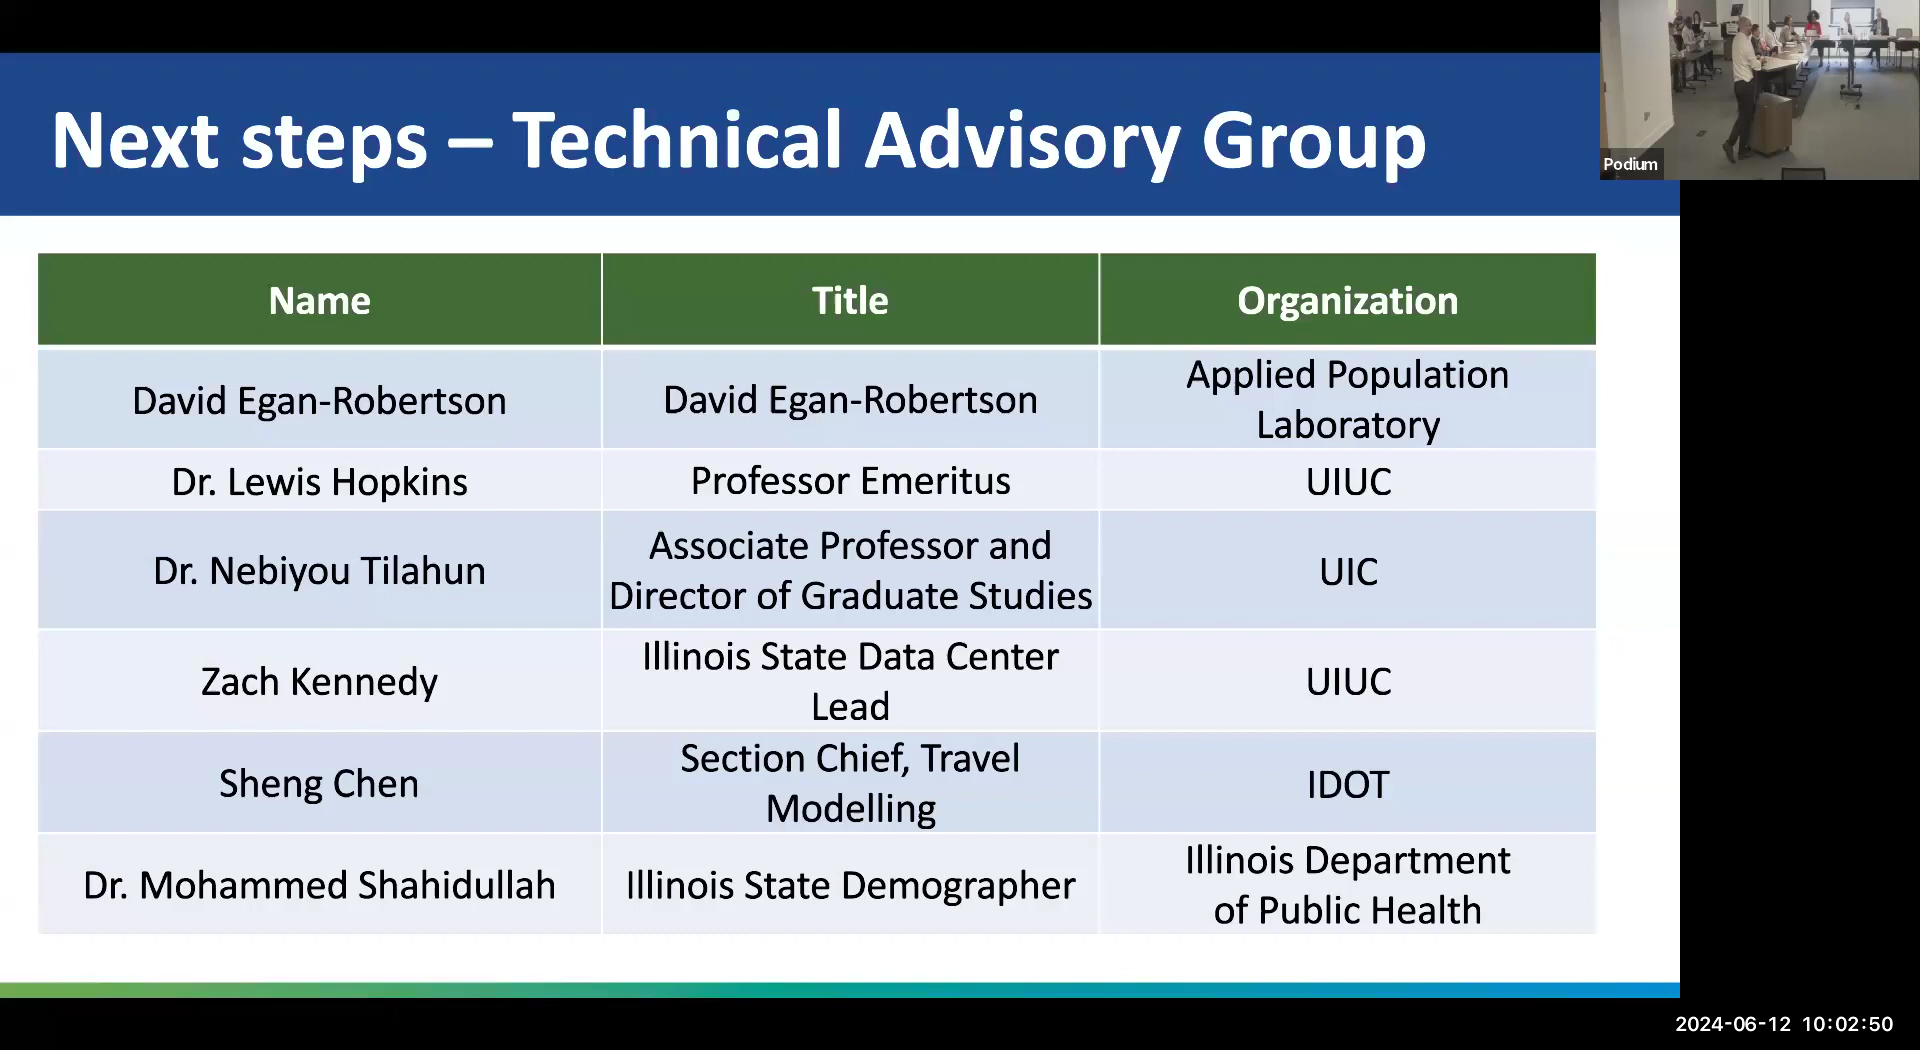 Next steps – Technical Advisory Group
Podium
Name Title Organization
David Egan-Robertson David Egan-Robertson Applied Population
Laboratory
Dr. Lewis Hopkins Professor Emeritus UIUC
Dr. Nebiyou Tilahun Associate Professor and
Director of Graduate Studies UIC
Zach Kennedy Illinois State Data Center
Lead UIUC
Sheng Chen Section Chief, Travel
Modelling IDOT
Dr. Mohammed Shahidullah Illinois State Demographer Illinois Department
of Public Health
2024-06-12 10:02:50